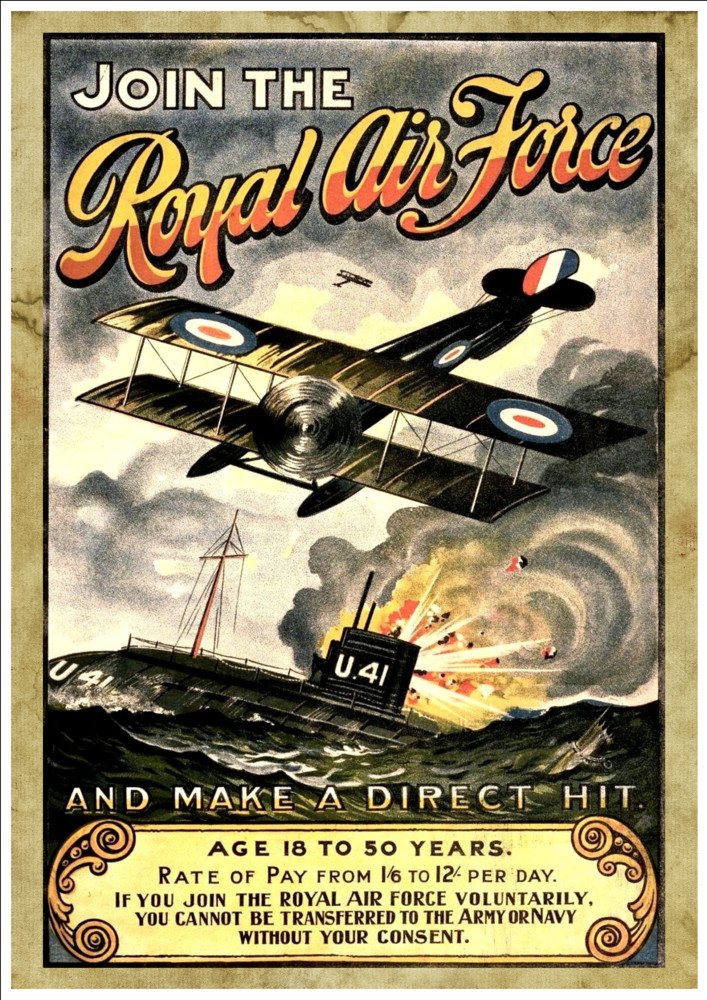 JOIN THE
Royal Air Force
U 41
U.41
AND MAKE A DIRECT HIT.
AGE 18 TO 50 YEARS.
RATE OF PAY FROM 1/6 TO 12/- PER DAY.
IF YOU JOIN THE ROYAL AIR FORCE VOLUNTARILY,
YOU CANNOT BE TRANSFERRED TO THE ARMY OR NAVY
WITHOUT YOUR CONSENT.